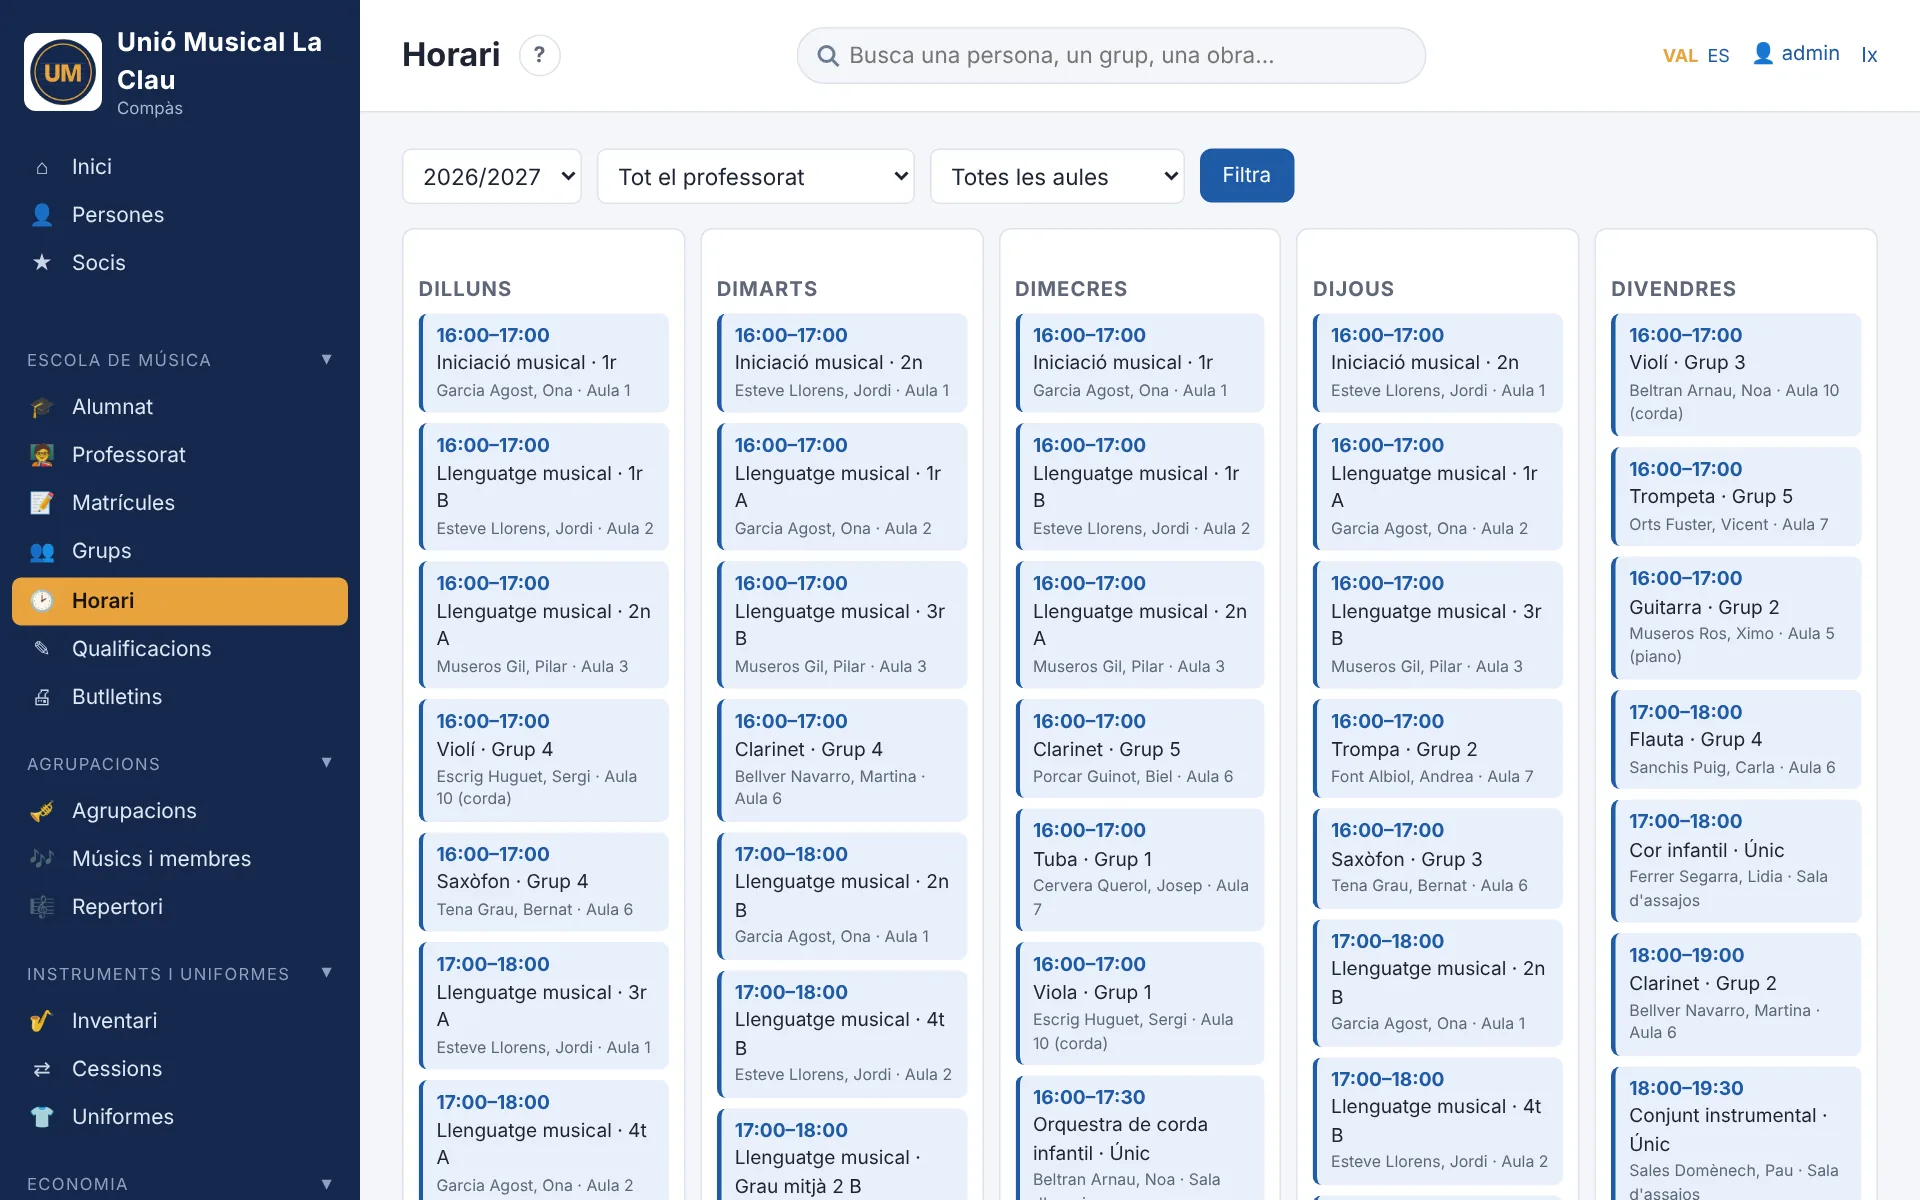 UM
Unió Musical La
Clau
Compàs
Inici
Persones
Socis
ESCOLA DE MÚSICA
Alumnat
Professorat
Matrícules
Grups
Horari
Qualificacions
Butlletins
AGRUPACIONS
Agrupacions
Músics i membres
Repertori
INSTRUMENTS I UNIFORMES
Inventari
Cessions
Uniformes
ECONOMIA
Horari ?
Busca una persona, un grup, una obra...
VAL ES admin Ix
2026/2027 Tot el professorat Totes les aules Filtra
DILLUNS
16:00–17:00
Iniciació musical · 1r
Garcia Agost, Ona · Aula 1
16:00–17:00
Llenguatge musical · 1r
B
Esteve Llorens, Jordi · Aula 2
16:00–17:00
Llenguatge musical · 2n
A
Museros Gil, Pilar · Aula 3
16:00–17:00
Violí · Grup 4
Escrig Huguet, Sergi · Aula
10 (corda)
16:00–17:00
Saxòfon · Grup 4
Tena Grau, Bernat · Aula 6
17:00–18:00
Llenguatge musical · 3r
A
Esteve Llorens, Jordi · Aula 1
17:00–18:00
Llenguatge musical · 4t
A
Garcia Agost, Ona · Aula 2
DIMARTS
16:00–17:00
Iniciació musical · 2n
Esteve Llorens, Jordi · Aula 1
16:00–17:00
Llenguatge musical · 1r
A
Garcia Agost, Ona · Aula 2
16:00–17:00
Llenguatge musical · 3r
B
Museros Gil, Pilar · Aula 3
16:00–17:00
Clarinet · Grup 4
Bellver Navarro, Martina ·
Aula 6
17:00–18:00
Llenguatge musical · 2n
B
Garcia Agost, Ona · Aula 1
17:00–18:00
Llenguatge musical · 4t
B
Esteve Llorens, Jordi · Aula 2
17:00–18:00
Llenguatge musical ·
Grau mitjà 2 B
DIMECRES
16:00–17:00
Iniciació musical · 1r
Garcia Agost, Ona · Aula 1
16:00–17:00
Llenguatge musical · 1r
B
Esteve Llorens, Jordi · Aula 2
16:00–17:00
Llenguatge musical · 2n
A
Museros Gil, Pilar · Aula 3
16:00–17:00
Clarinet · Grup 5
Porcar Guinot, Biel · Aula 6
16:00–17:00
Tuba · Grup 1
Cervera Querol, Josep · Aula
7
16:00–17:00
Viola · Grup 1
Escrig Huguet, Sergi · Aula
10 (corda)
16:00–17:30
Orquestra de corda
infantil · Únic
Beltran Arnau, Noa · Sala
DIJOUS
16:00–17:00
Iniciació musical · 2n
Esteve Llorens, Jordi · Aula 1
16:00–17:00
Llenguatge musical · 1r
A
Garcia Agost, Ona · Aula 2
16:00–17:00
Llenguatge musical · 3r
B
Museros Gil, Pilar · Aula 3
16:00–17:00
Trompa · Grup 2
Font Albiol, Andrea · Aula 7
16:00–17:00
Saxòfon · Grup 3
Tena Grau, Bernat · Aula 6
17:00–18:00
Llenguatge musical · 2n
B
Garcia Agost, Ona · Aula 1
17:00–18:00
Llenguatge musical · 4t
B
Esteve Llorens, Jordi · Aula 2
DIVENDRES
16:00–17:00
Violí · Grup 3
Beltran Arnau, Noa · Aula 10
(corda)
16:00–17:00
Trompeta · Grup 5
Orts Fuster, Vicent · Aula 7
16:00–17:00
Guitarra · Grup 2
Museros Ros, Ximo · Aula 5
(piano)
17:00–18:00
Flauta · Grup 4
Sanchis Puig, Carla · Aula 6
17:00–18:00
Cor infantil · Únic
Ferrer Segarra, Lidia · Sala
d'assajos
18:00–19:00
Clarinet · Grup 2
Bellver Navarro, Martina ·
Aula 6
18:00–19:30
Conjunt instrumental ·
Únic
Sales Domènech, Pau · Sala
d'assajos